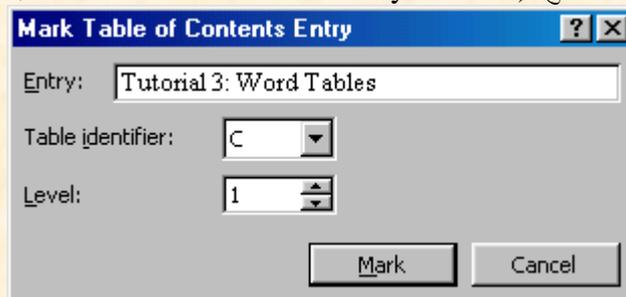 Mark Table of Contents Entry
Entry: Tutorial 3: Word Tables
Table identifier: C
Level: 1
Mark Cancel